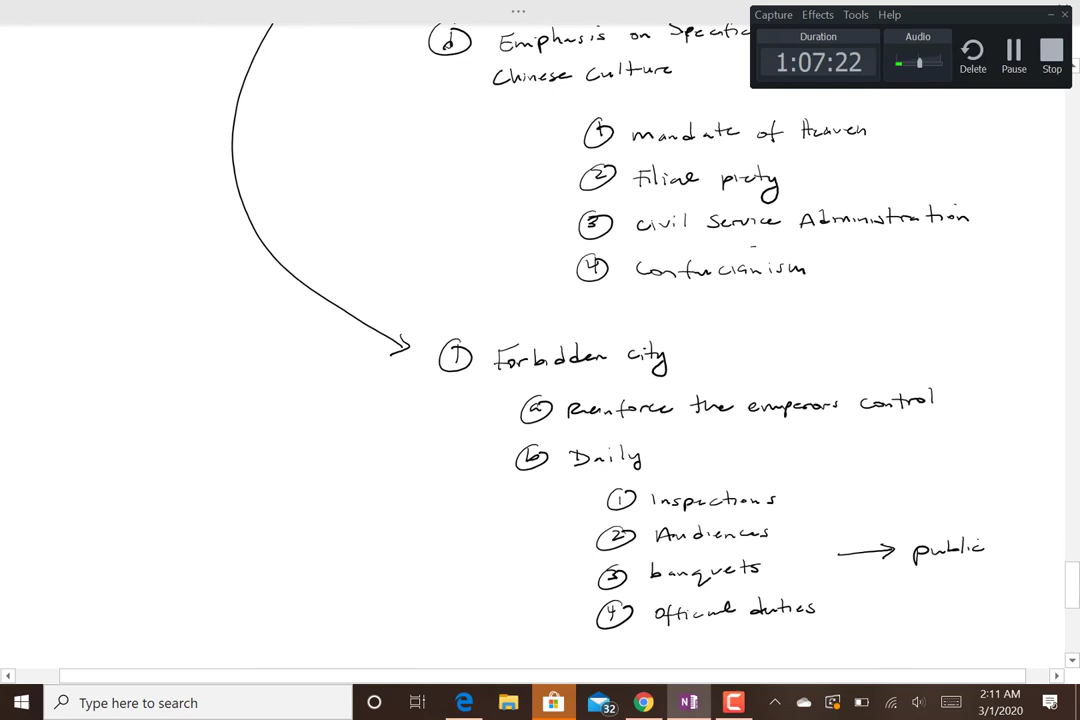 Capture Effects Tools Help
Duration
Audio
1:07:22
Delete
Pause
Stop
d Emphasis on Specific
Chinese Culture
1 mandate of Heaven
2 Filial piety
3 civil Service Administration
4 Confucianism
7 Forbidden city
a Reinforce the emperors control
b Daily
1 Inspections
2 Audiences
3 banquets
4 Official duties
public
Type here to search
32
2:11 AM
3/1/2020